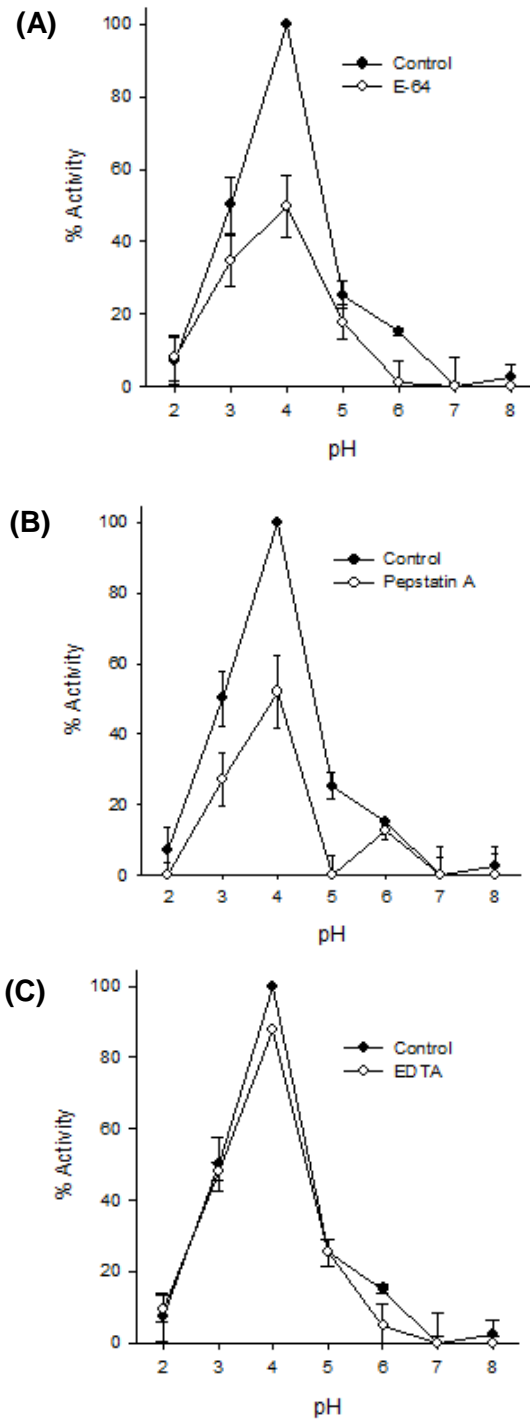 (A)
100
80
60
40
20
0
% Activity
Control
E-64
2 3 4 5 6 7 8
pH
(B)
100
80
60
40
20
0
% Activity
Control
Pepstatin A
2 3 4 5 6 7 8
pH
(C)
100
80
60
40
20
0
% Activity
Control
EDTA
2 3 4 5 6 7 8
pH